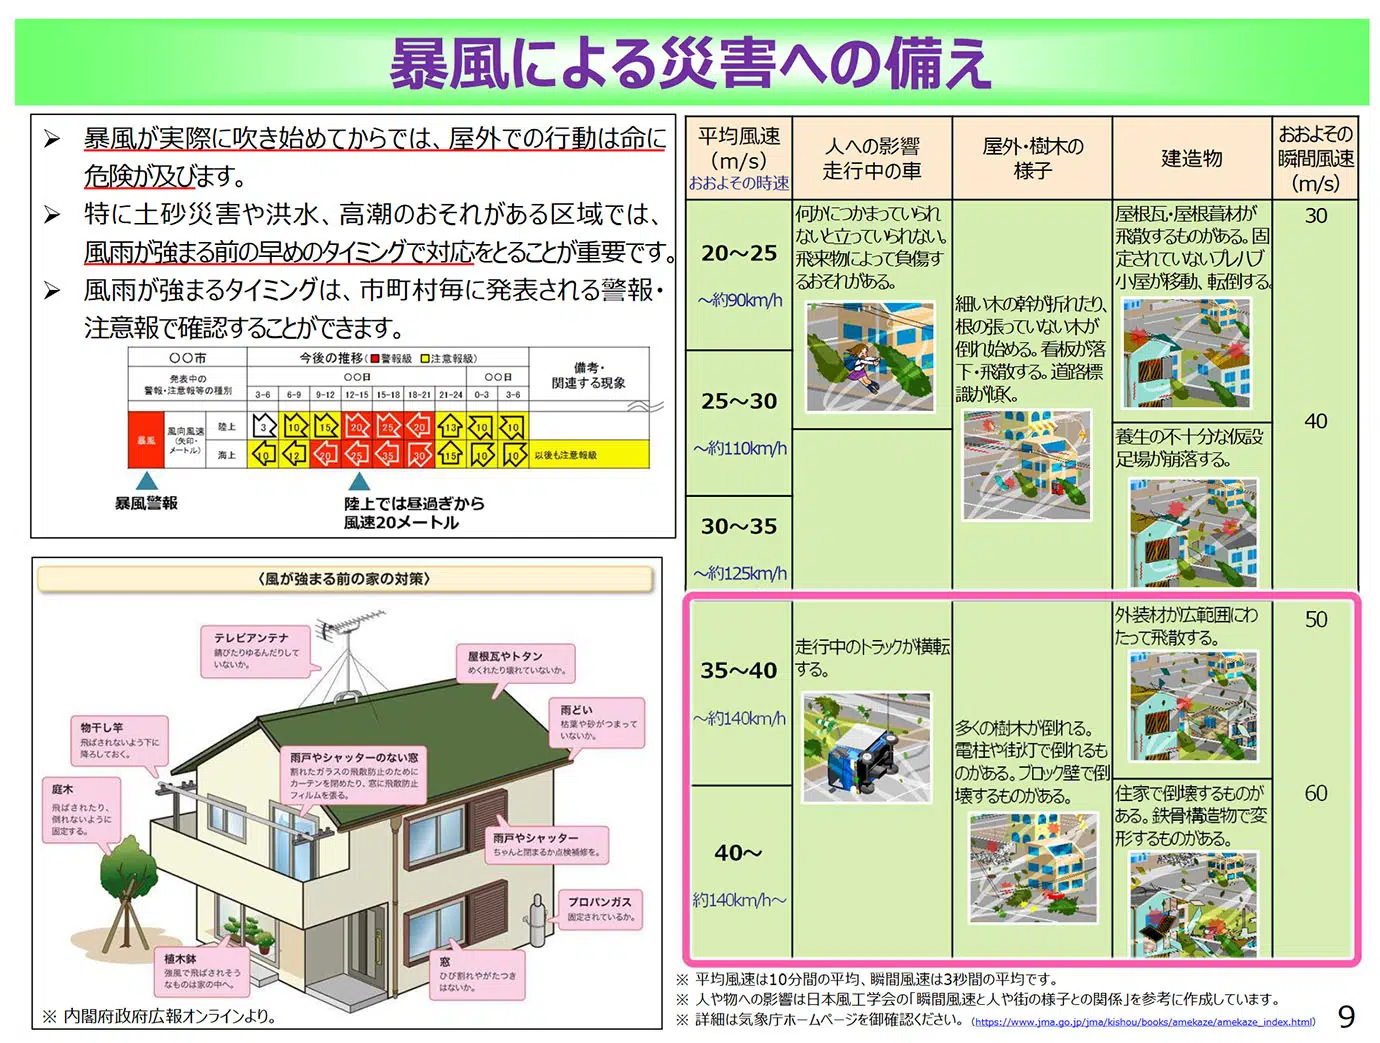 暴風による災害への備え
➢ 暴風が実際に吹き始めてからでは、屋外での行動は命に
危険が及びます。
➢ 特に土砂災害や洪水、高潮のおそれがある区域では、
風雨が強まる前の早めのタイミングで対応をとることが重要です。
➢ 風雨が強まるタイミングは、市町村毎に発表される警報・
注意報で確認することができます。
〇〇市
今後の推移(■警報級 □注意報級)
備考・
関連する現象
発表中の
警報・注意報等の種別
〇〇日 〇〇日
3-6 6-9 9-12 12-15 15-18 18-21 21-24 0-3 3-6
暴風
風向風速
(矢印・
メートル)
陸上 3 10 15 20 25 20 13 10 10
海上 10 12 20 25 35 30 15 10 10 以後も注意報級
暴風警報
陸上では昼過ぎから
風速20メートル
〈風が強まる前の家の対策〉
テレビアンテナ
錆びたりゆるんだりして
いないか。
屋根瓦やトタン
めくれたり壊れていないか。
雨どい
枯葉や砂がつまって
いないか。
物干し竿
飛ばされないよう下に
降ろしておく。
雨戸やシャッターのない窓
割れたガラスの飛散防止のために
カーテンを閉めたり、窓に飛散防止
フィルムを張る。
庭木
飛ばされたり、
倒れないように
固定する。
雨戸やシャッター
ちゃんと閉まるか点検補修を。
プロパンガス
固定されているか。
植木鉢
強風で飛ばされそう
なものは家の中へ。
窓
ひび割れやがたつき
はないか。
※ 内閣府政府広報オンラインより。
平均風速
(m/s)
おおよその時速
人への影響
走行中の車
屋外・樹木の
様子
建造物
おおよその
瞬間風速
(m/s)
20～25
～約90km/h
何かにつかまっていられ
ないと立っていられない。
飛来物によって負傷す
るおそれがある。
細い木の幹が折れたり、
根の張っていない木が
倒れ始める。看板が落
下・飛散する。道路標
識が傾く。
屋根瓦・屋根葺材が
飛散するものがある。固
定されていないプレハブ
小屋が移動、転倒する。
30
25～30
～約110km/h
養生の不十分な仮設
足場が崩落する。
40
30～35
～約125km/h
35～40
～約140km/h
走行中のトラックが横転
する。
多くの樹木が倒れる。
電柱や街灯で倒れるも
のがある。ブロック壁で倒
壊するものがある。
外装材が広範囲にわ
たって飛散する。
50
40～
約140km/h～
住家で倒壊するものが
ある。鉄骨構造物で変
形するものがある。
60
※ 平均風速は10分間の平均、瞬間風速は3秒間の平均です。
※ 人や物への影響は日本風工学会の「瞬間風速と人や街の様子との関係」を参考に作成しています。
※ 詳細は気象庁ホームページを御確認ください。（https://www.jma.go.jp/jma/kishou/books/amekaze/amekaze_index.html）
9